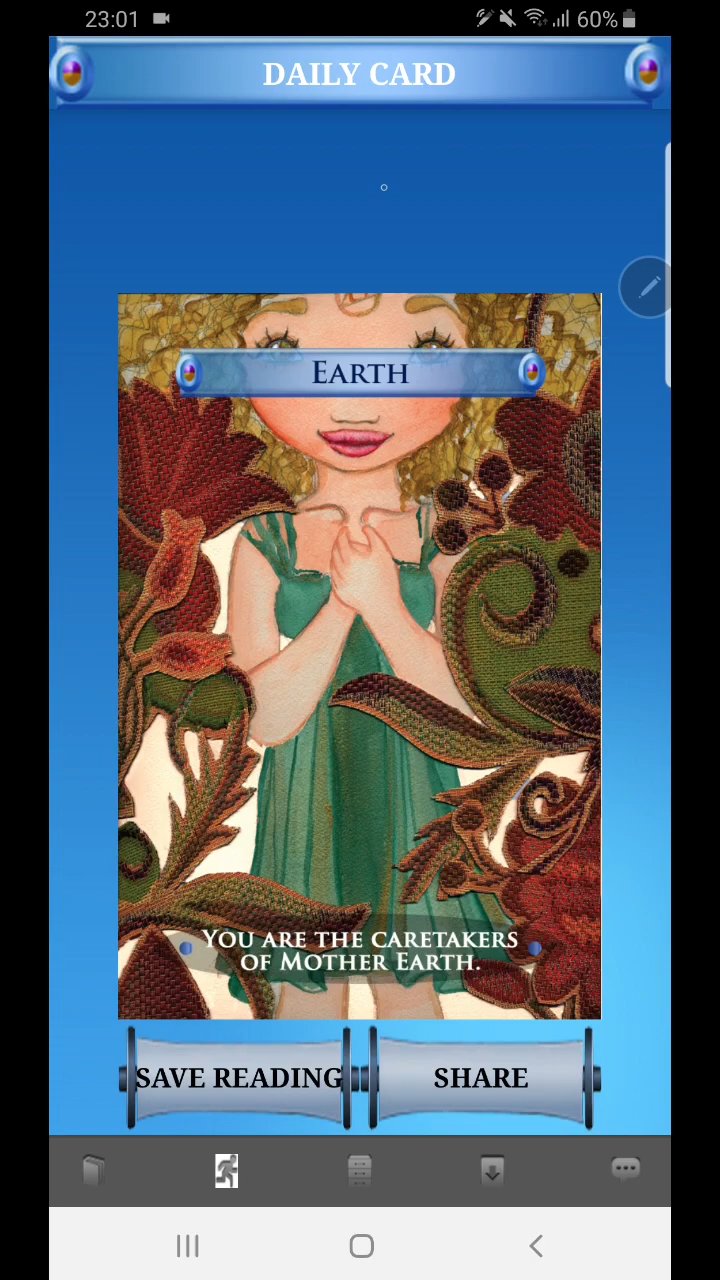 23:01
60%
DAILY CARD
EARTH
YOU ARE THE CARETAKERS
OF MOTHER EARTH.
SAVE READING
SHARE